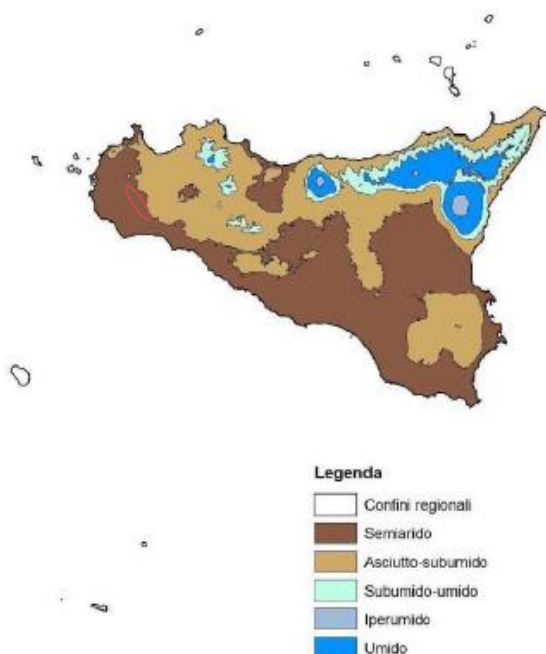 Legenda
Confini regionali
Semiarido
Asciutto-subumido
Subumido-umido
Iperumido
Umido